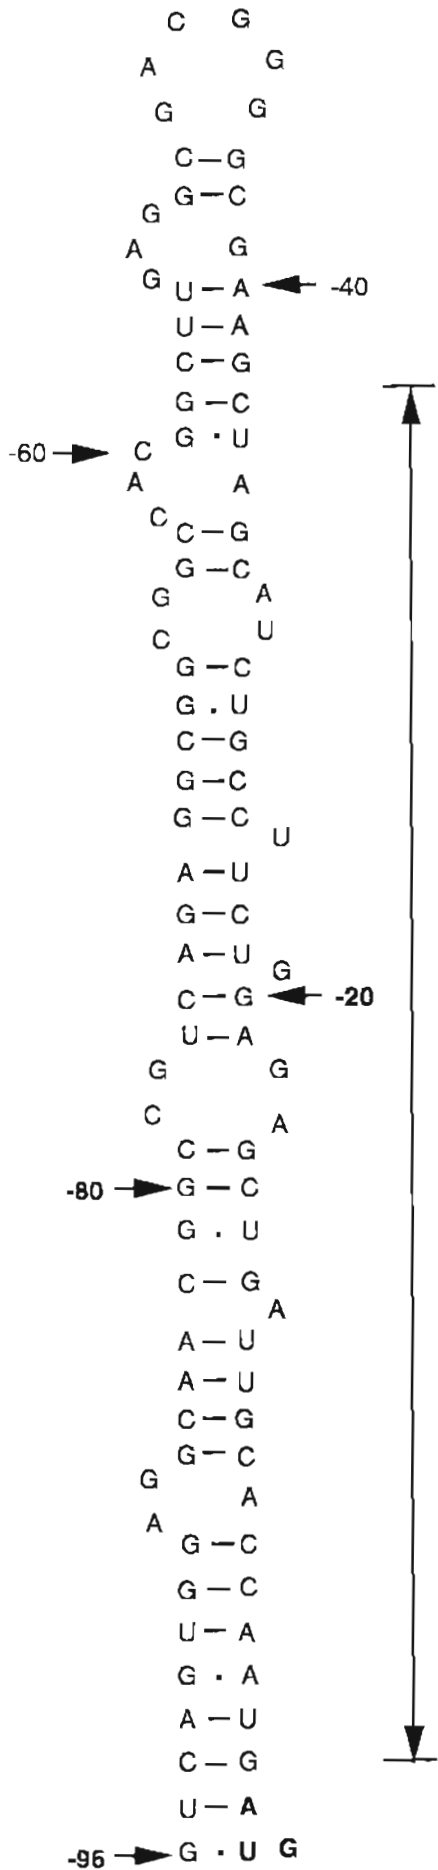 C G
A G
G G
C–G
G–C
G G
A
G U–A ← -40
U–A
C–G
G–C
G·U
-60 → C
A A
C C–G
G–C
G A
C U
G–C
G·U
C–G
G–C
G–C
U
A–U
G–C
A–U G
C–G ← -20
U–A
G G
C A
C–G
-80 → G–C
G·U
C–G
A
A–U
A–U
C–G
G–C
G A
A
G–C
G–C
U–A
G·A
A–U
C–G
U–A
-96 → G·U G